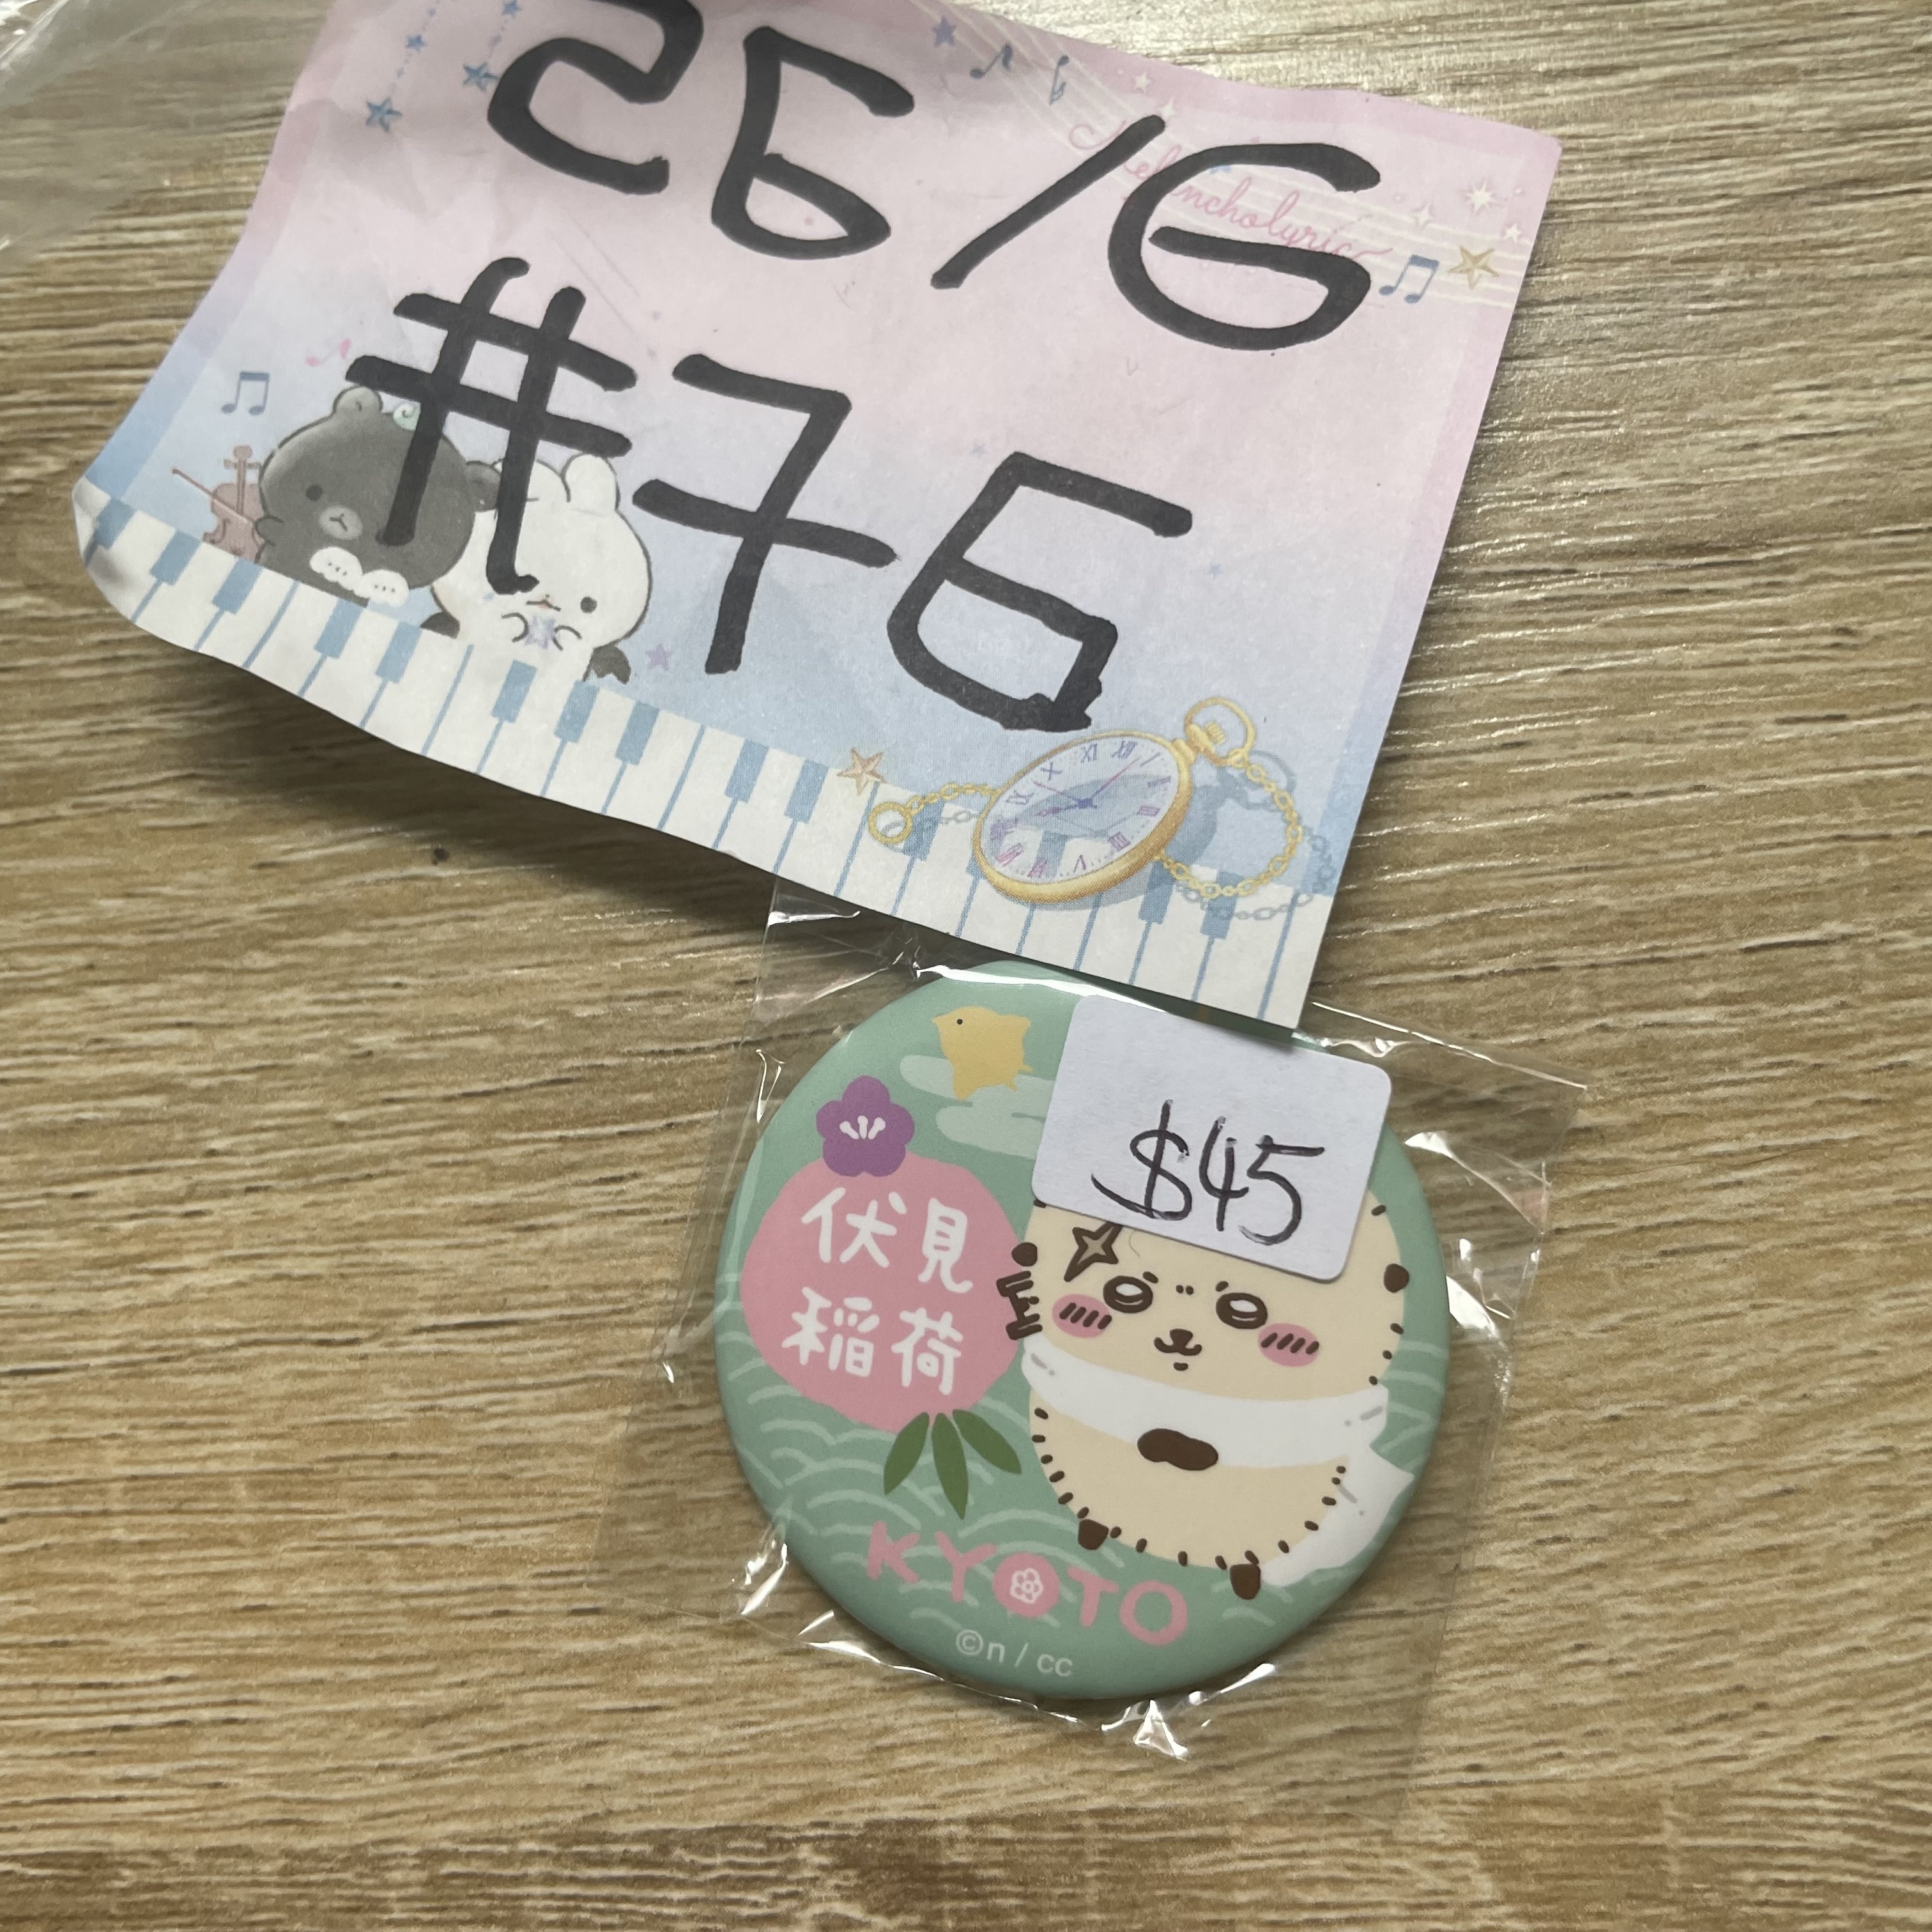 26/6
Melancholyric
#76
$45
伏見
稲荷
KYOTO
©n / cc